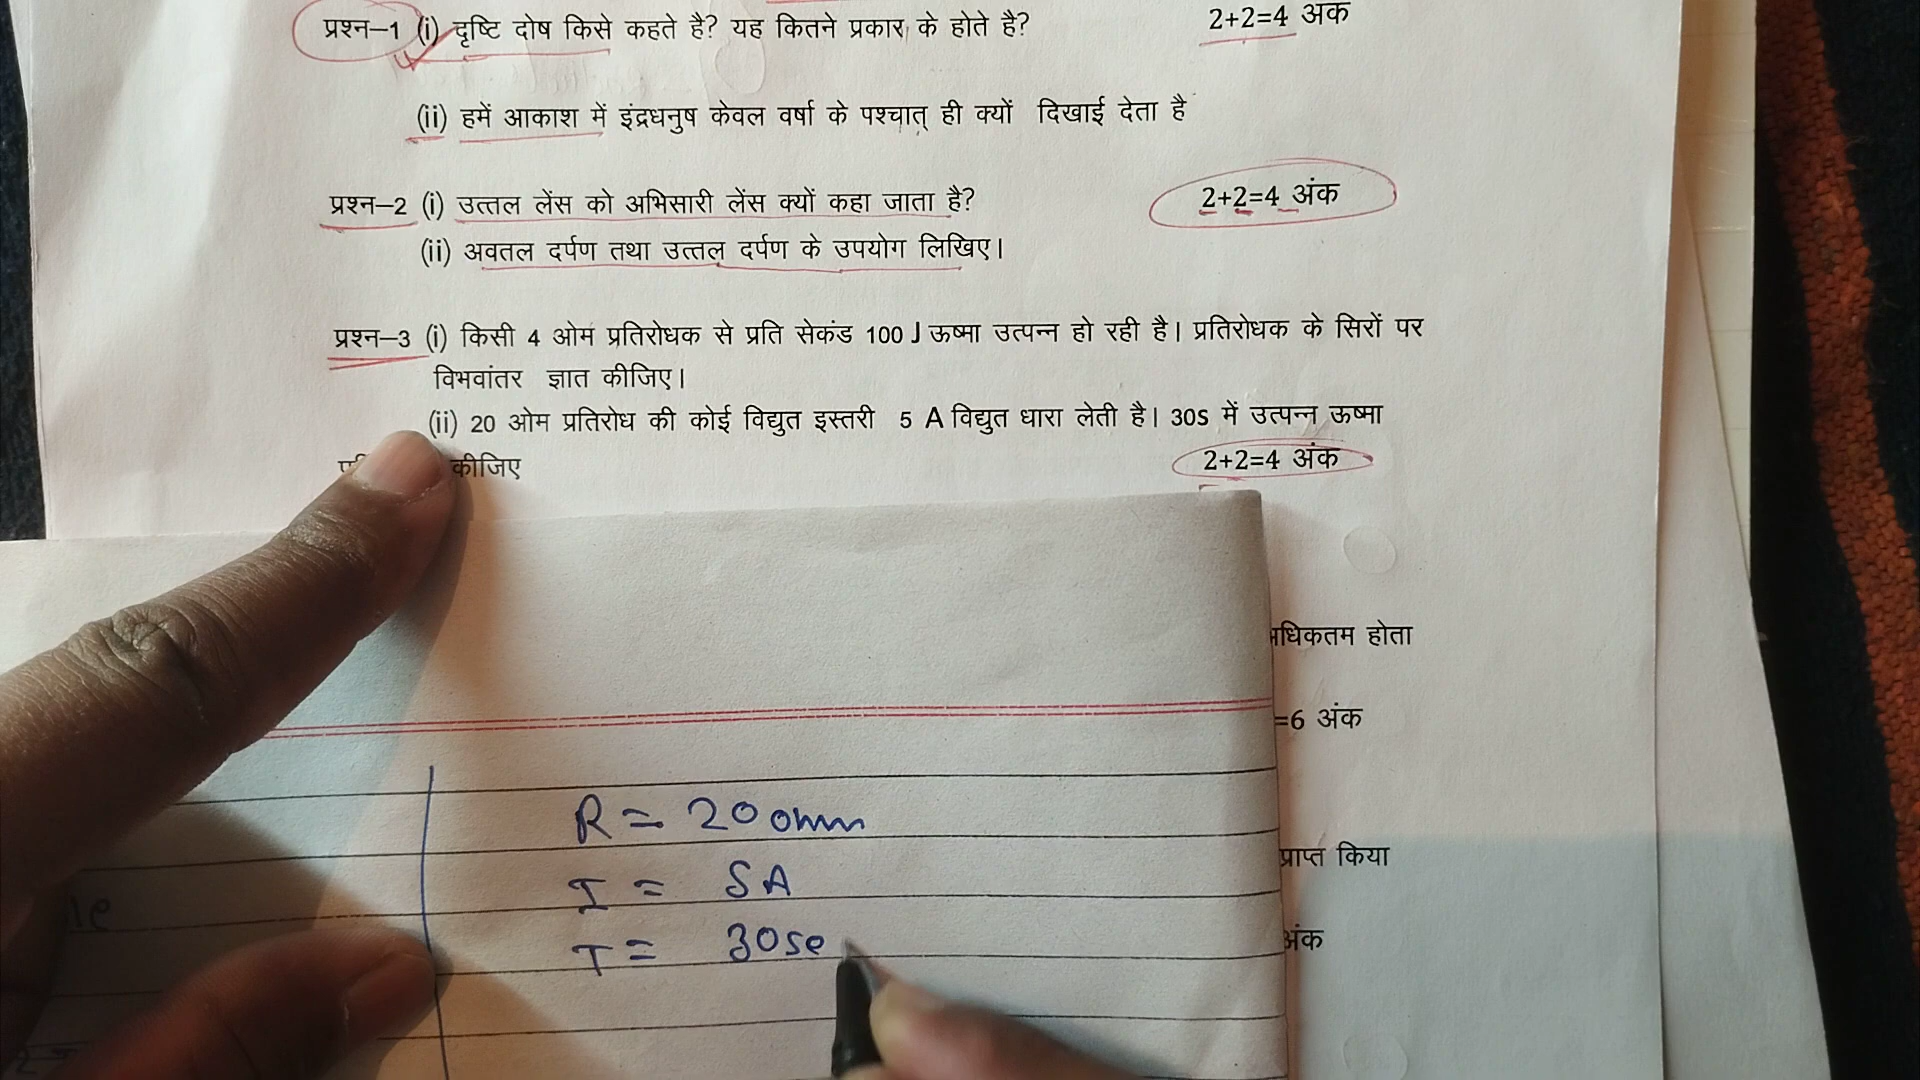 प्रश्न–1 (i) दृष्टि दोष किसे कहते है? यह कितने प्रकार के होते है? 2+2=4 अंक
(ii) हमें आकाश में इंद्रधनुष केवल वर्षा के पश्चात् ही क्यों दिखाई देता है
प्रश्न–2 (i) उत्तल लेंस को अभिसारी लेंस क्यों कहा जाता है? 2+2=4 अंक
(ii) अवतल दर्पण तथा उत्तल दर्पण के उपयोग लिखिए।
प्रश्न–3 (i) किसी 4 ओम प्रतिरोधक से प्रति सेकंड 100 J ऊष्मा उत्पन्न हो रही है। प्रतिरोधक के सिरों पर
विभवांतर ज्ञात कीजिए।
(ii) 20 ओम प्रतिरोध की कोई विद्युत इस्तरी 5 A विद्युत धारा लेती है। 30s में उत्पन्न ऊष्मा
कीजिए 2+2=4 अंक
होता
=6 अंक
R = 20 ohm
प्राप्त किया
I = 5A
अंक
T = 30se